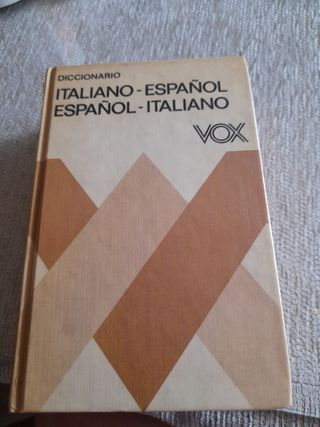 DICCIONARIO
ITALIANO - ESPAÑOL
ESPAÑOL - ITALIANO
VOX